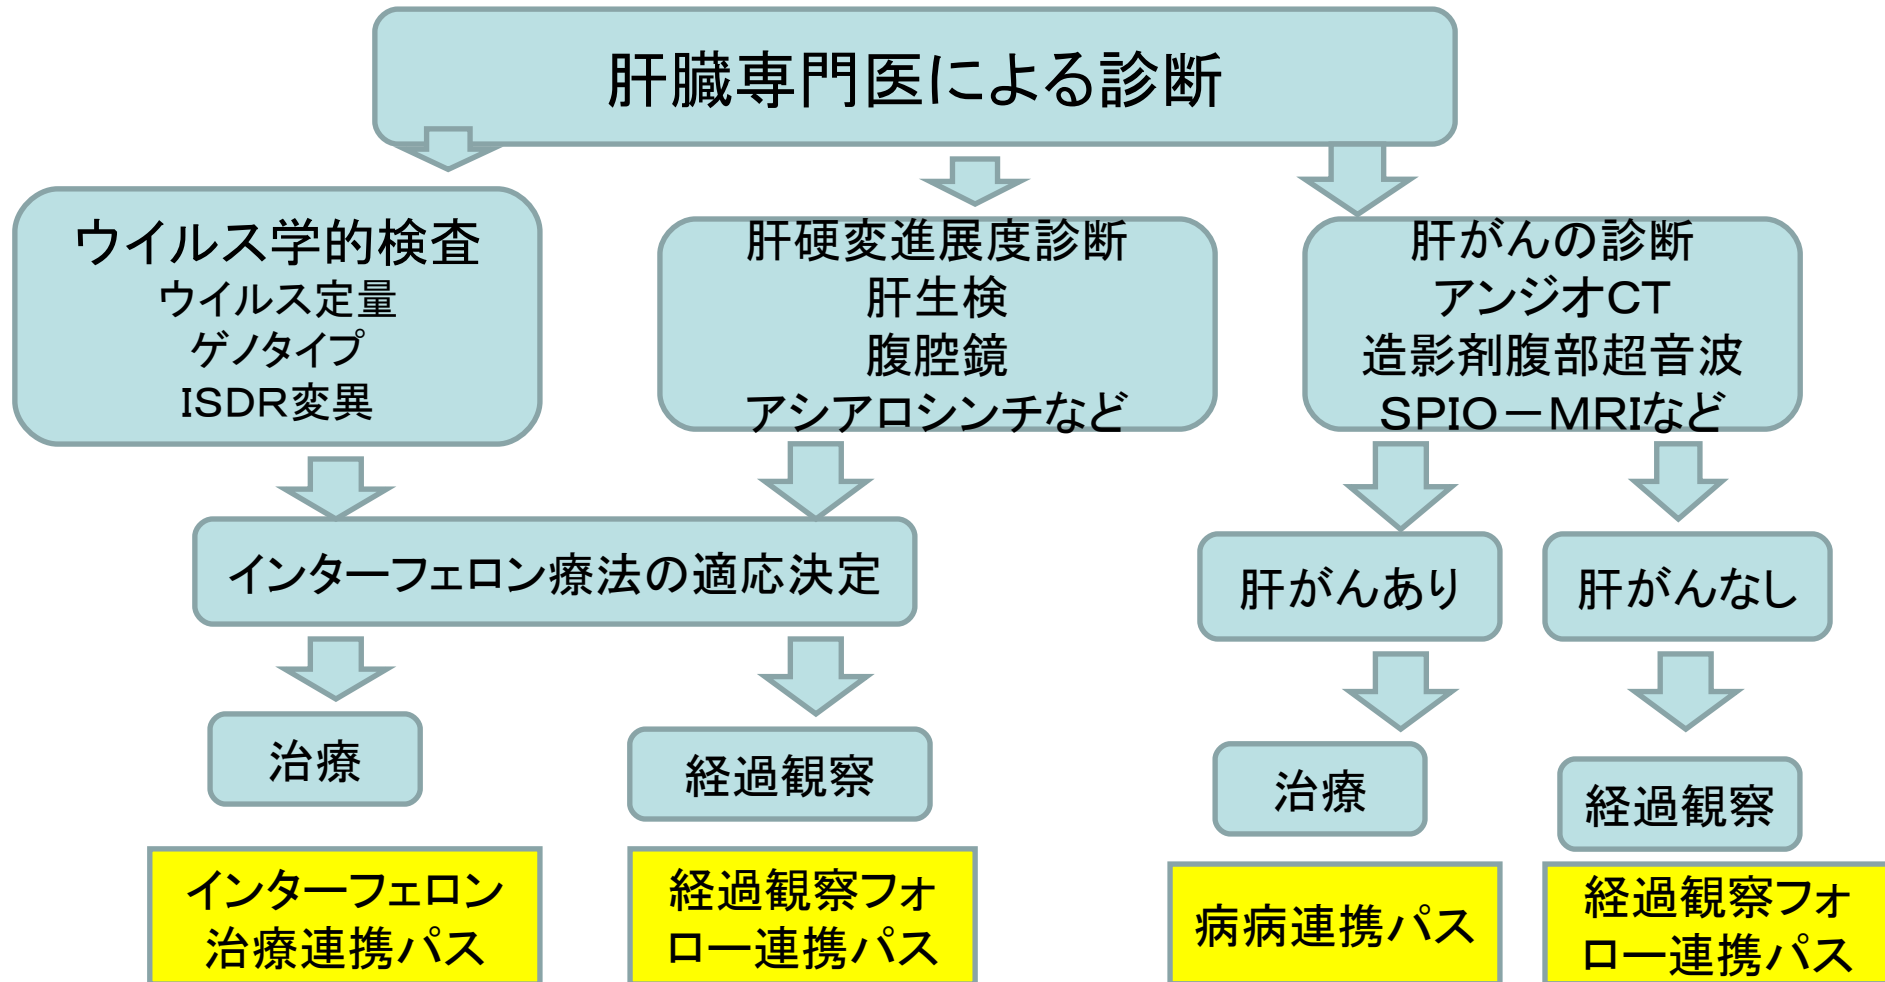 肝臓専門医による診断
ウイルス学的検査
ウイルス定量
ゲノタイプ
ISDR変異
肝硬変進展度診断
肝生検
腹腔鏡
アシアロシンチなど
肝がんの診断
アンジオCT
造影剤腹部超音波
SPIO－MRIなど
インターフェロン療法の適応決定
肝がんあり
肝がんなし
治療
経過観察
治療
経過観察
インターフェロン
治療連携パス
経過観察フォ
ロー連携パス
病病連携パス
経過観察フォ
ロー連携パス